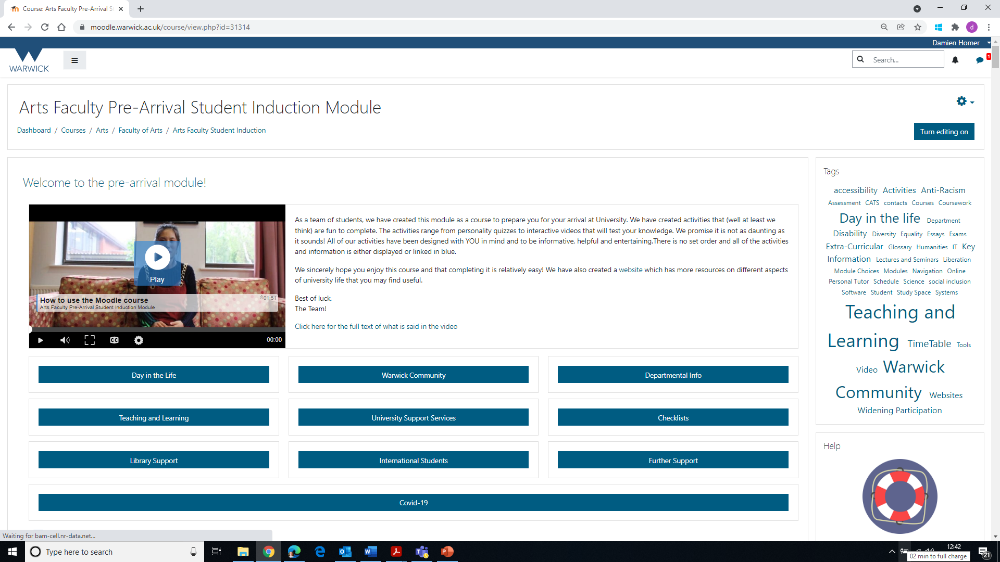 Course: Arts Faculty Pre-Arrival S
moodle.warwick.ac.uk/course/view.php?id=31314
d
Damien Homer
WARWICK
Search...
1
Arts Faculty Pre-Arrival Student Induction Module
Dashboard / Courses / Arts / Faculty of Arts / Arts Faculty Student Induction
Turn editing on
Welcome to the pre-arrival module!
Play
How to use the Moodle course
01:51
Arts Faculty Pre-Arrival Student Induction Module
CC
00:00
As a team of students, we have created this module as a course to prepare you for your arrival at University. We have created activities that (well at least we
think) are fun to complete. The activities range from personality quizzes to interactive videos that will test your knowledge. We promise it is not as daunting as
it sounds! All of our activities have been designed with YOU in mind and to be informative, helpful and entertaining.There is no set order and all of the activities
and information is either displayed or linked in blue.
We sincerely hope you enjoy this course and that completing it is relatively easy! We have also created a website which has more resources on different aspects
of university life that you may find useful.
Best of luck,
The Team!
Click here for the full text of what is said in the video
Day in the Life
Warwick Community
Departmental Info
Teaching and Learning
University Support Services
Checklists
Library Support
International Students
Further Support
Covid-19
Tags
accessibility Activities Anti-Racism
Assessment CATS contacts Courses Coursework
Day in the life Department
Disability Diversity Equality Essays Exams
Extra-Curricular Glossary Humanities IT Key
Information Lectures and Seminars Liberation
Module Choices Modules Navigation Online
Personal Tutor Schedule Science social inclusion
Software Student Study Space Systems
Teaching and
Learning TimeTable Tools
Video Warwick
Community Websites
Widening Participation
Help
Waiting for bam-cell.nr-data.net...
Type here to search
12:42
02 min to full charge
21